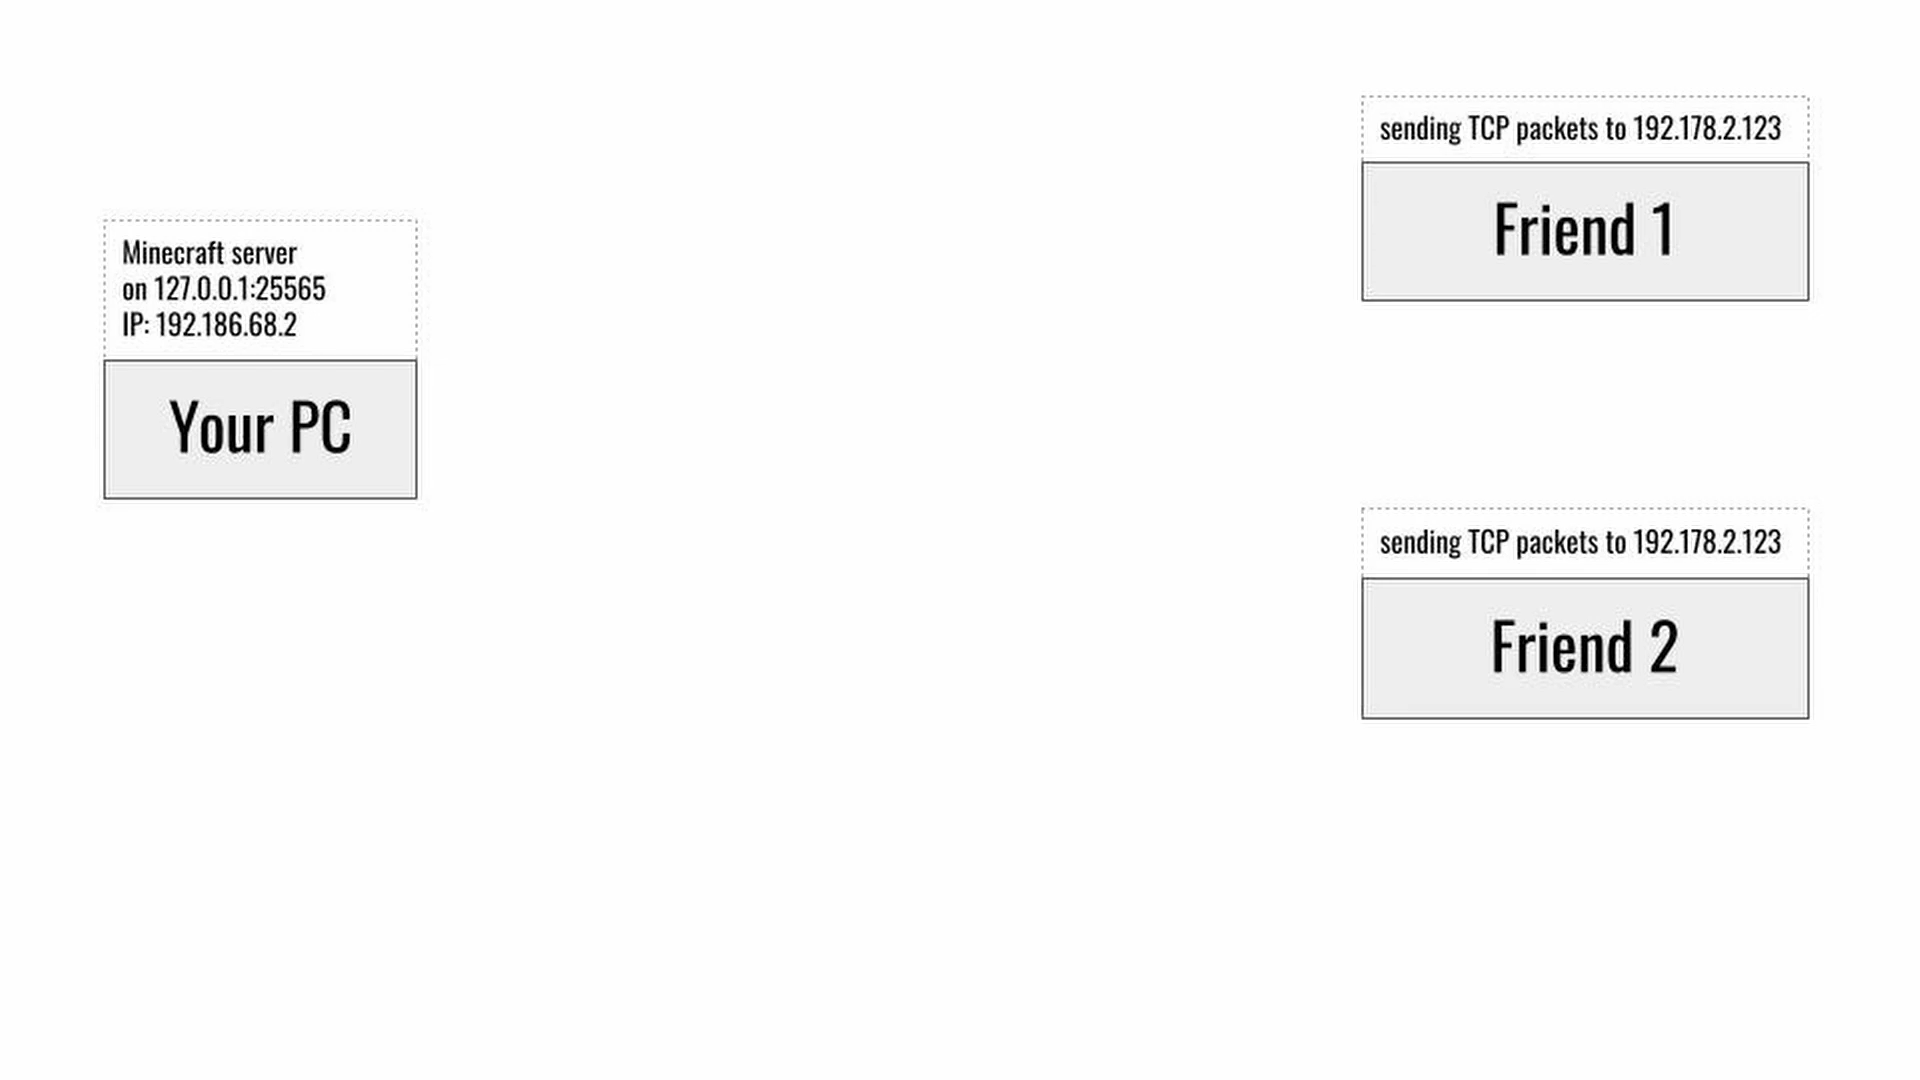 Minecraft server
on 127.0.0.1:25565
IP: 192.186.68.2
Your PC
sending TCP packets to 192.178.2.123
Friend 1
sending TCP packets to 192.178.2.123
Friend 2